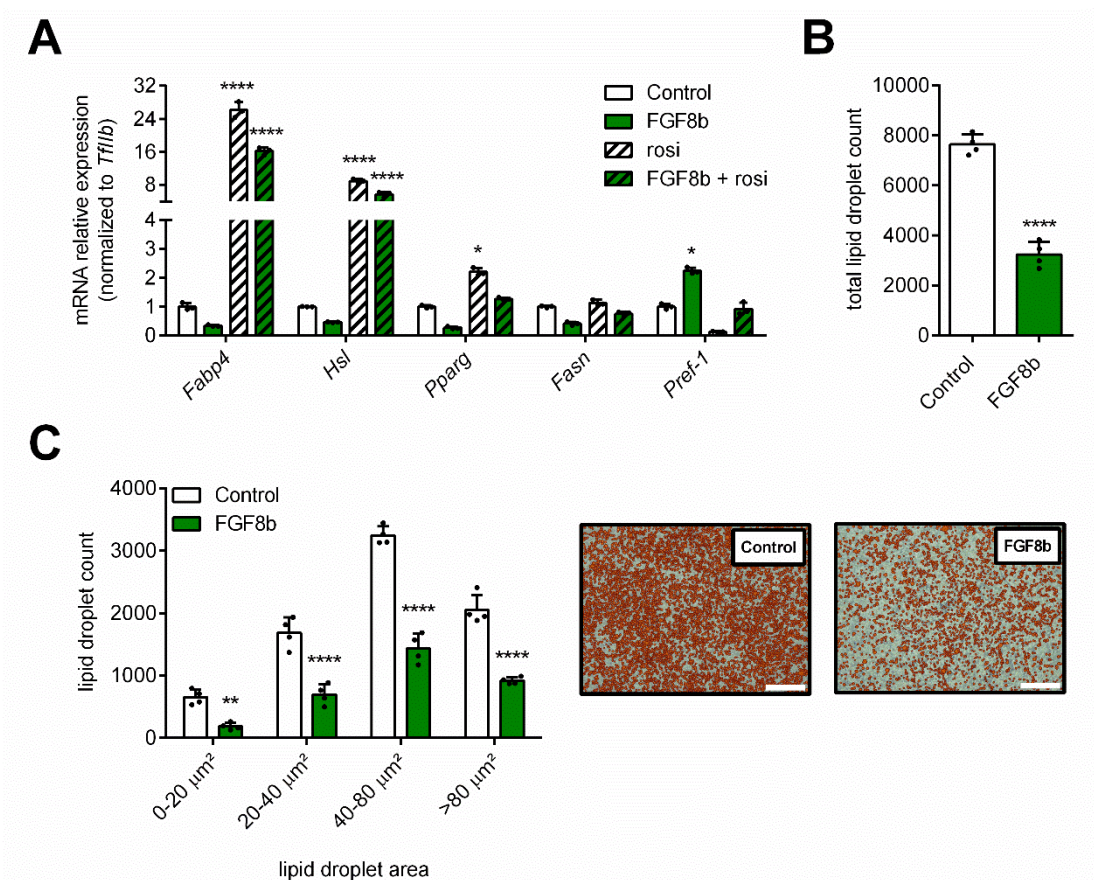 A
mRNA relative expression
(normalized to TfIIb)
32
24
16
8
4
3
2
1
0
****
****
****
****
*
*
Fabp4
Hsl
Pparg
Fasn
Pref-1
Control
FGF8b
rosi
FGF8b + rosi
B
total lipid droplet count
10000
8000
6000
4000
2000
0
****
Control
FGF8b
C
lipid droplet count
4000
3000
2000
1000
0
Control
FGF8b
**
****
****
****
0-20 µm²
20-40 µm²
40-80 µm²
>80 µm²
lipid droplet area
Control
FGF8b